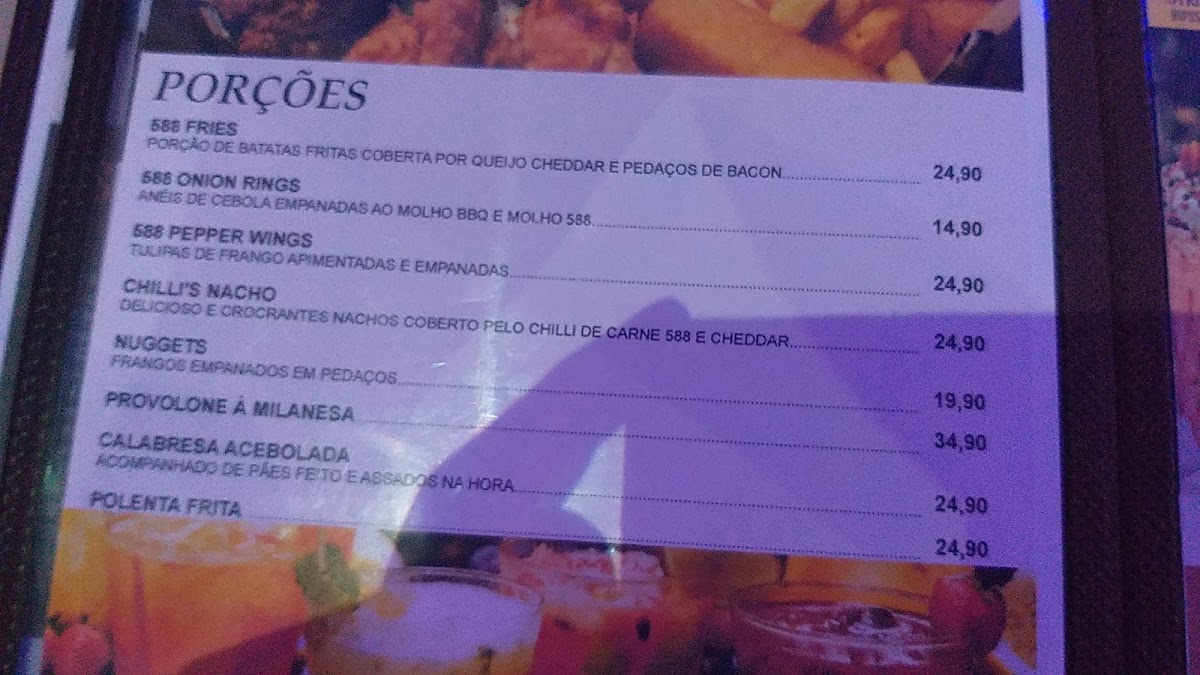 PORÇÕES
588 FRIES
PORÇÃO DE BATATAS FRITAS COBERTA POR QUEIJO CHEDDAR E PEDAÇOS DE BACON 24,90
588 ONION RINGS
ANÉIS DE CEBOLA EMPANADAS AO MOLHO BBQ E MOLHO 588 14,90
588 PEPPER WINGS
TULIPAS DE FRANGO APIMENTADAS E EMPANADAS 24,90
CHILLI'S NACHO
DELICIOSO E CROCRANTES NACHOS COBERTO PELO CHILLI DE CARNE 588 E CHEDDAR 24,90
NUGGETS
FRANGOS EMPANADOS EM PEDAÇOS 19,90
PROVOLONE À MILANESA 34,90
CALABRESA ACEBOLADA
ACOMPANHADO DE PÃES FEITO E ASSADOS NA HORA 24,90
POLENTA FRITA 24,90